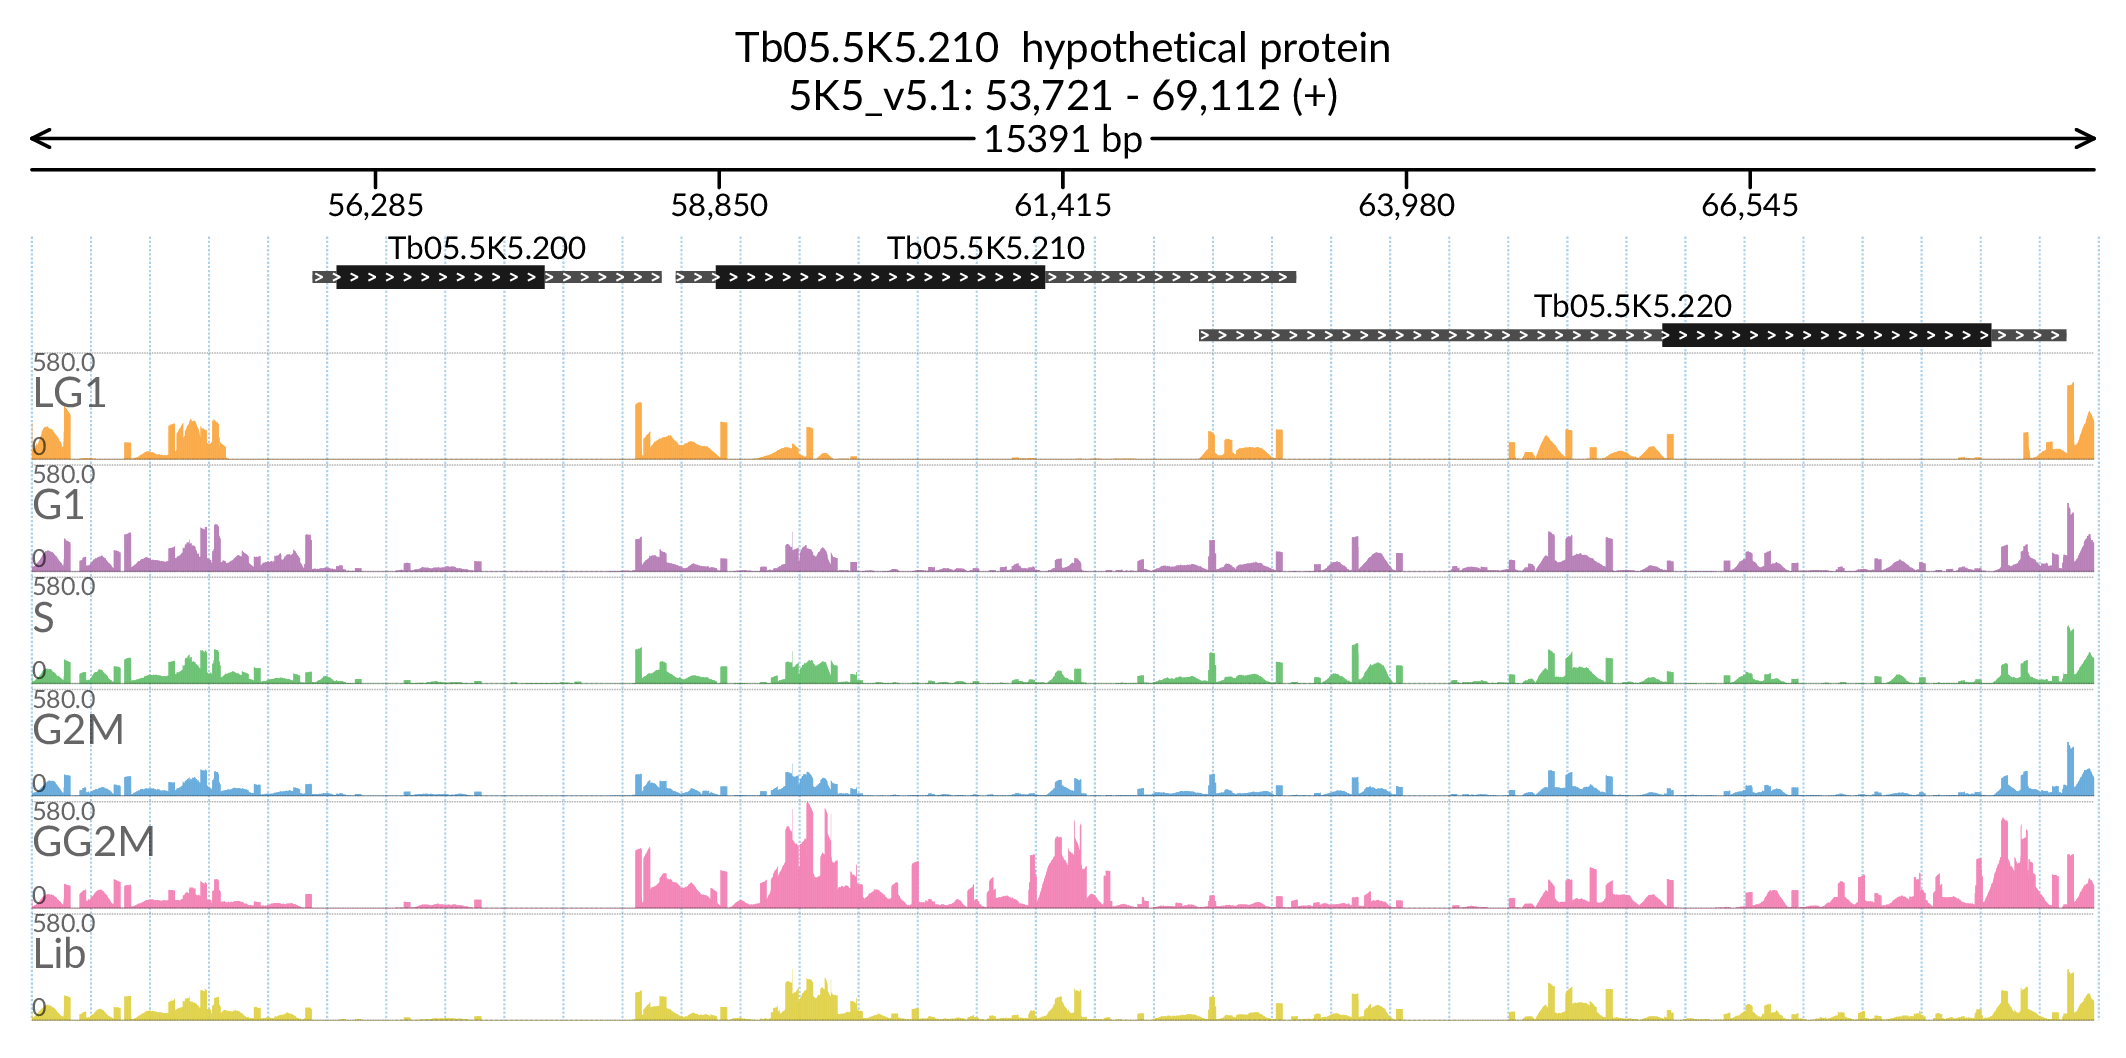 Tb05.5K5.210  hypothetical protein
5K5_v5.1: 53,721 - 69,112 (+)
15391 bp
56,285 58,850 61,415 63,980 66,545
Tb05.5K5.200 Tb05.5K5.210
Tb05.5K5.220
580.0
LG1
0
580.0
G1
0
580.0
S
0
580.0
G2M
0
580.0
GG2M
0
580.0
Lib
0